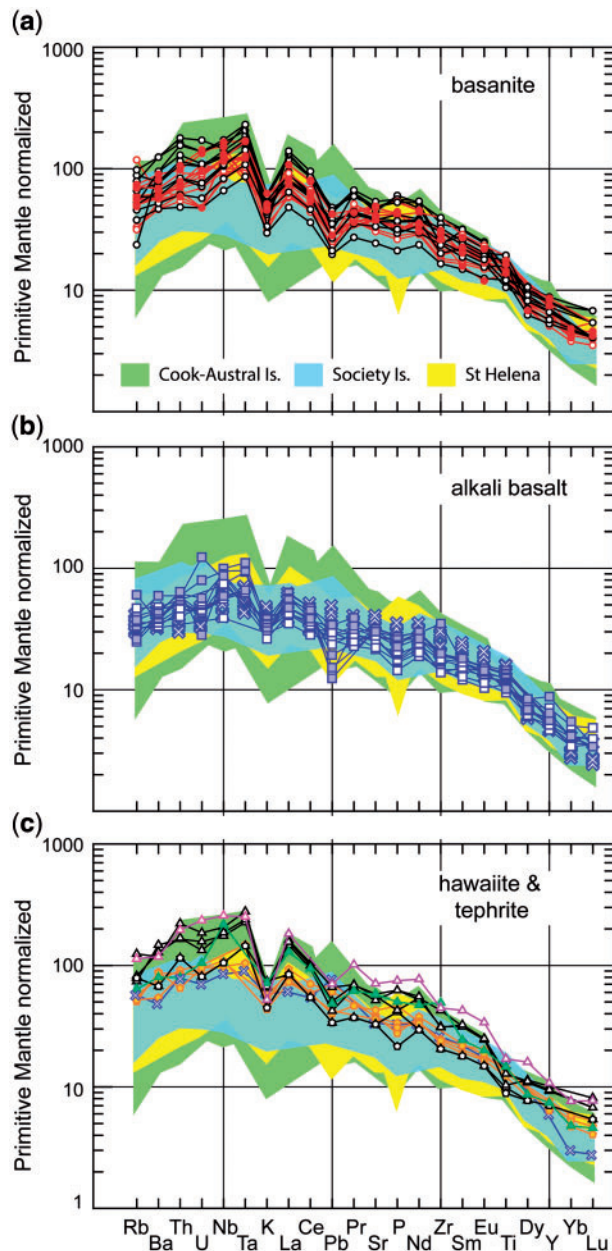 (a)
1000
basanite
100
10
Primitive Mantle normalized
Cook-Austral Is. Society Is. St Helena
(b)
1000
alkali basalt
100
10
Primitive Mantle normalized
(c)
1000
hawaiite &
tephrite
100
10
1
Primitive Mantle normalized
Rb Th Nb K Ce Pr P Zr Eu Dy Yb
Ba U Ta La Pb Sr Nd Sm Ti Y Lu